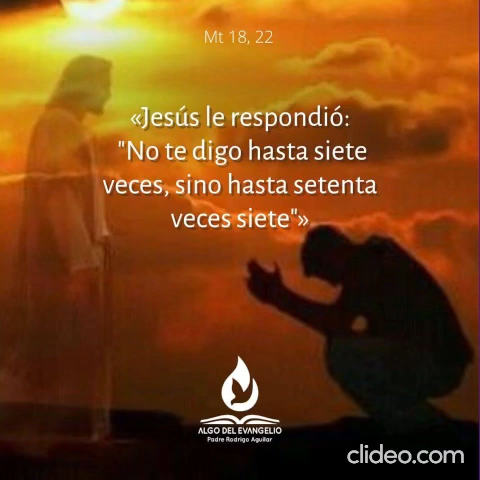 Mt 18, 22
«Jesús le respondió:
"No te digo hasta siete
veces, sino hasta setenta
veces siete"»
ALGO DEL EVANGELIO
Padre Rodrigo Aguilar
clideo.com